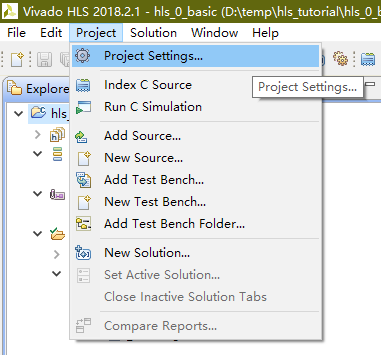 Vivado HLS 2018.2.1 - hls_0_basic (D:\temp\hls_tutorial\hls_0_b
File Edit Project Solution Window Help
Project Settings...
Explore
Index C Source
Project Settings...
hls_
Run C Simulation
Add Source...
New Source...
Add Test Bench...
New Test Bench...
Add Test Bench Folder...
New Solution...
Set Active Solution...
Close Inactive Solution Tabs
Compare Reports...